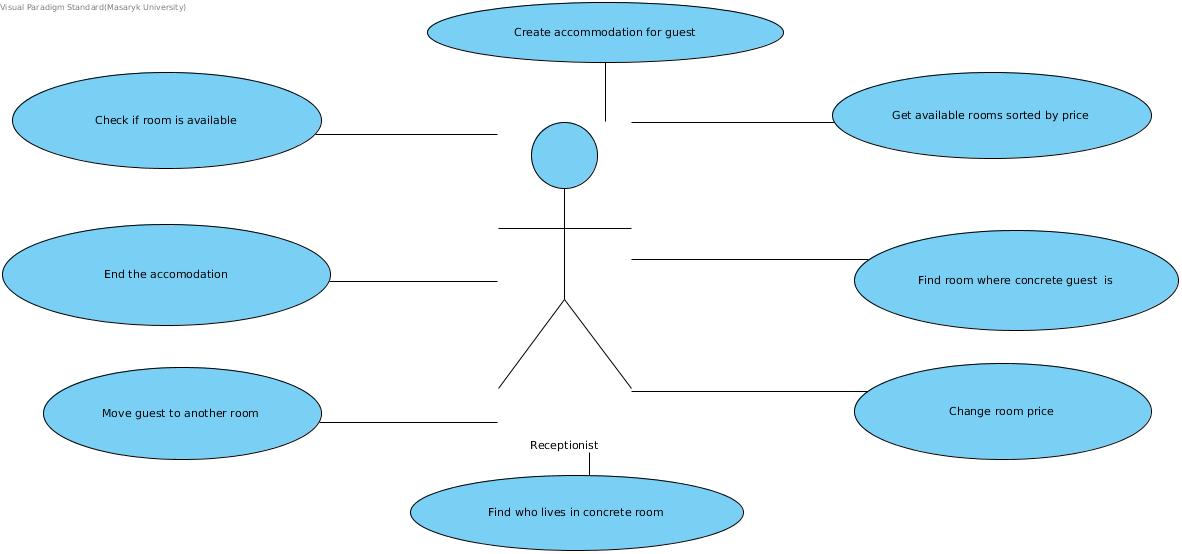 Visual Paradigm Standard(Masaryk University)
Create accommodation for guest
Check if room is available
Get available rooms sorted by price
End the accomodation
Find room where concrete guest  is
Move guest to another room
Change room price
Receptionist
Find who lives in concrete room